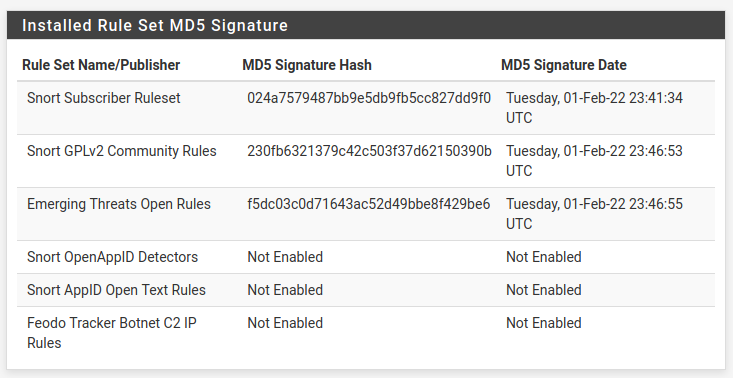 Installed Rule Set MD5 Signature
Rule Set Name/Publisher MD5 Signature Hash MD5 Signature Date
Snort Subscriber Ruleset 024a7579487bb9e5db9fb5cc827dd9f0 Tuesday, 01-Feb-22 23:41:34
UTC
Snort GPLv2 Community Rules 230fb6321379c42c503f37d62150390b Tuesday, 01-Feb-22 23:46:53
UTC
Emerging Threats Open Rules f5dc03c0d71643ac52d49bbe8f429be6 Tuesday, 01-Feb-22 23:46:55
UTC
Snort OpenAppID Detectors Not Enabled Not Enabled
Snort AppID Open Text Rules Not Enabled Not Enabled
Feodo Tracker Botnet C2 IP Not Enabled Not Enabled
Rules